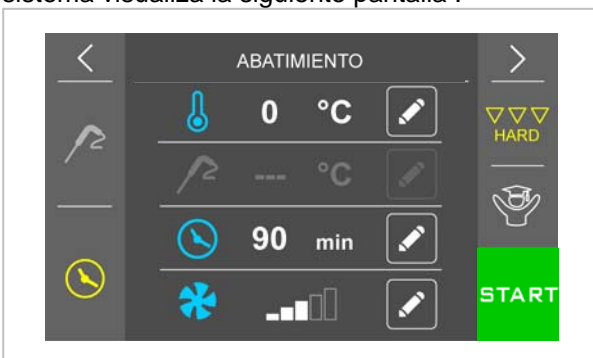 sistema visualiza la siguiente pantalla :
ABATIMIENTO
0 °C
HARD
--- °C
90 min
START